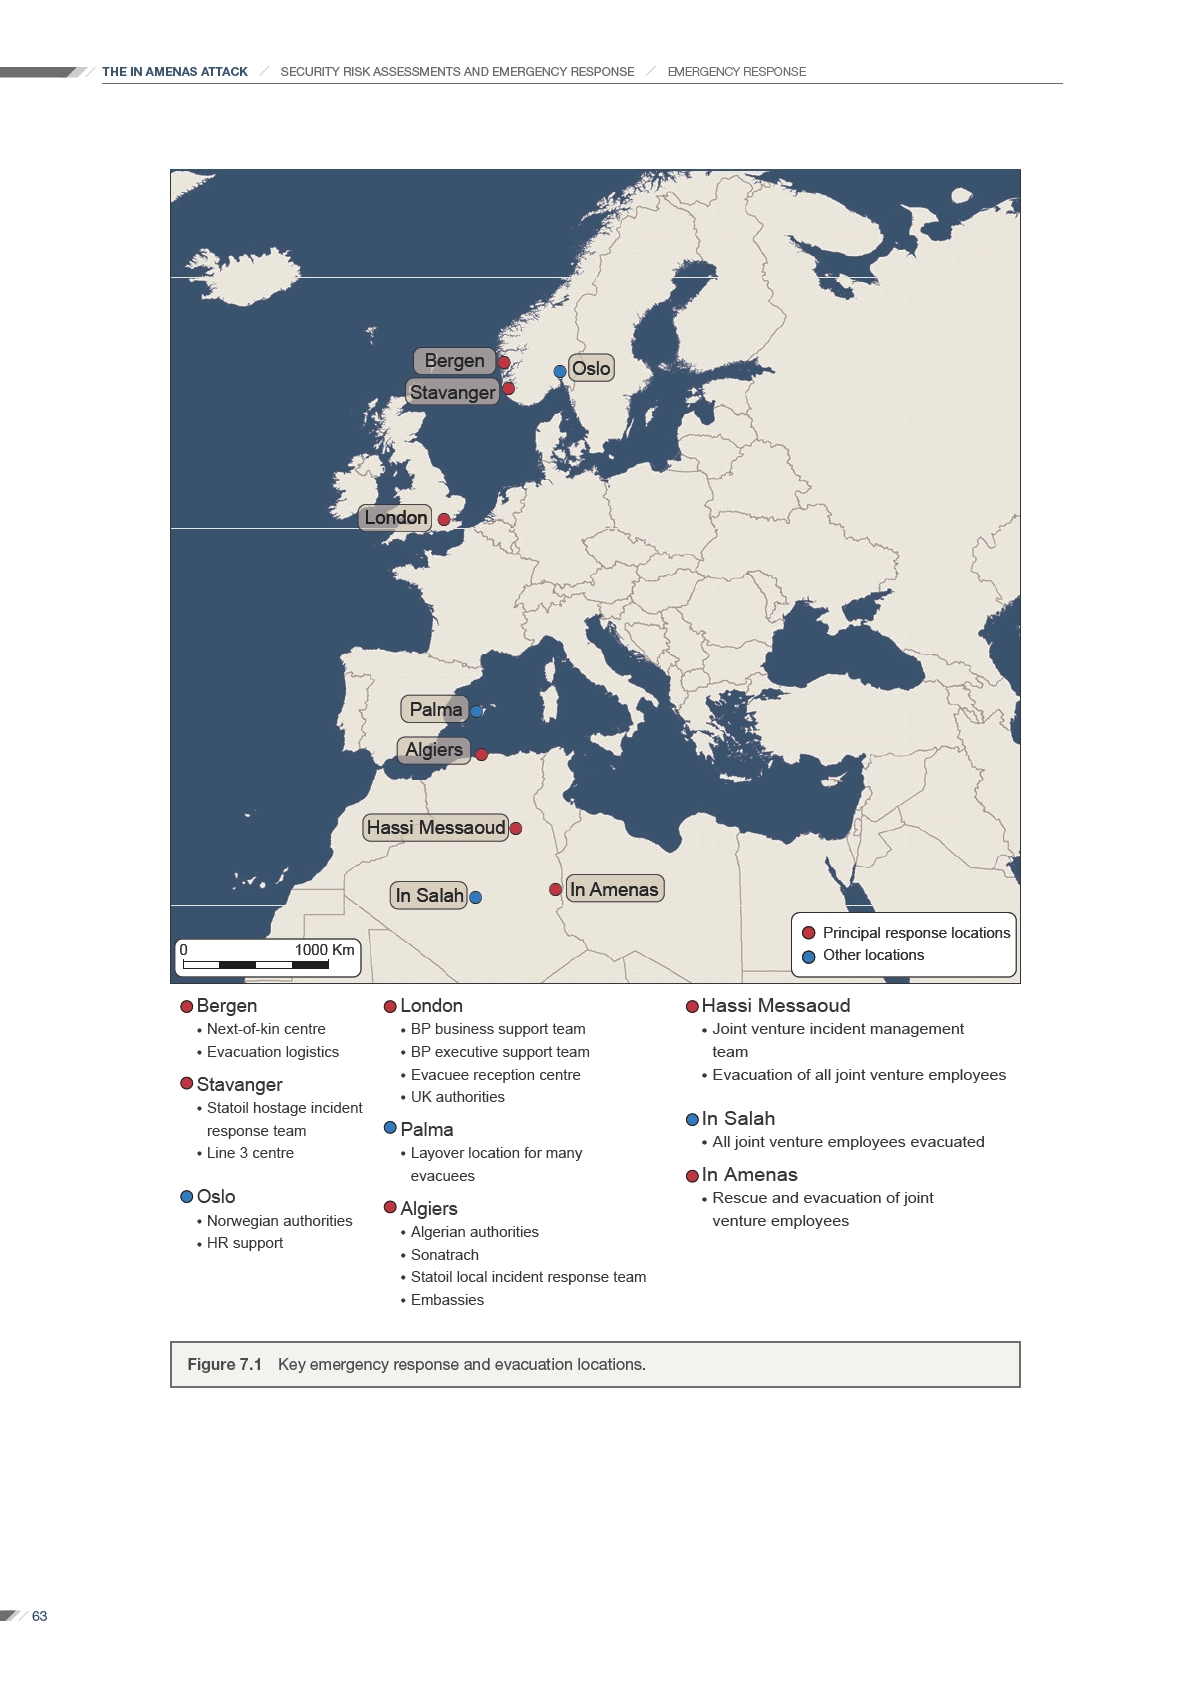 THE IN AMENAS ATTACK / SECURITY RISK ASSESSMENTS AND EMERGENCY RESPONSE / EMERGENCY RESPONSE
Bergen
Oslo
Stavanger
London
Palma
Algiers
Hassi Messaoud
In Salah
In Amenas
0 1000 Km
Principal response locations
Other locations
Bergen
• Next-of-kin centre
• Evacuation logistics
Stavanger
• Statoil hostage incident
response team
• Line 3 centre
Oslo
• Norwegian authorities
• HR support
London
• BP business support team
• BP executive support team
• Evacuee reception centre
• UK authorities
Palma
• Layover location for many
evacuees
Algiers
• Algerian authorities
• Sonatrach
• Statoil local incident response team
• Embassies
Hassi Messaoud
• Joint venture incident management
team
• Evacuation of all joint venture employees
In Salah
• All joint venture employees evacuated
In Amenas
• Rescue and evacuation of joint
venture employees
Figure 7.1 Key emergency response and evacuation locations.
63